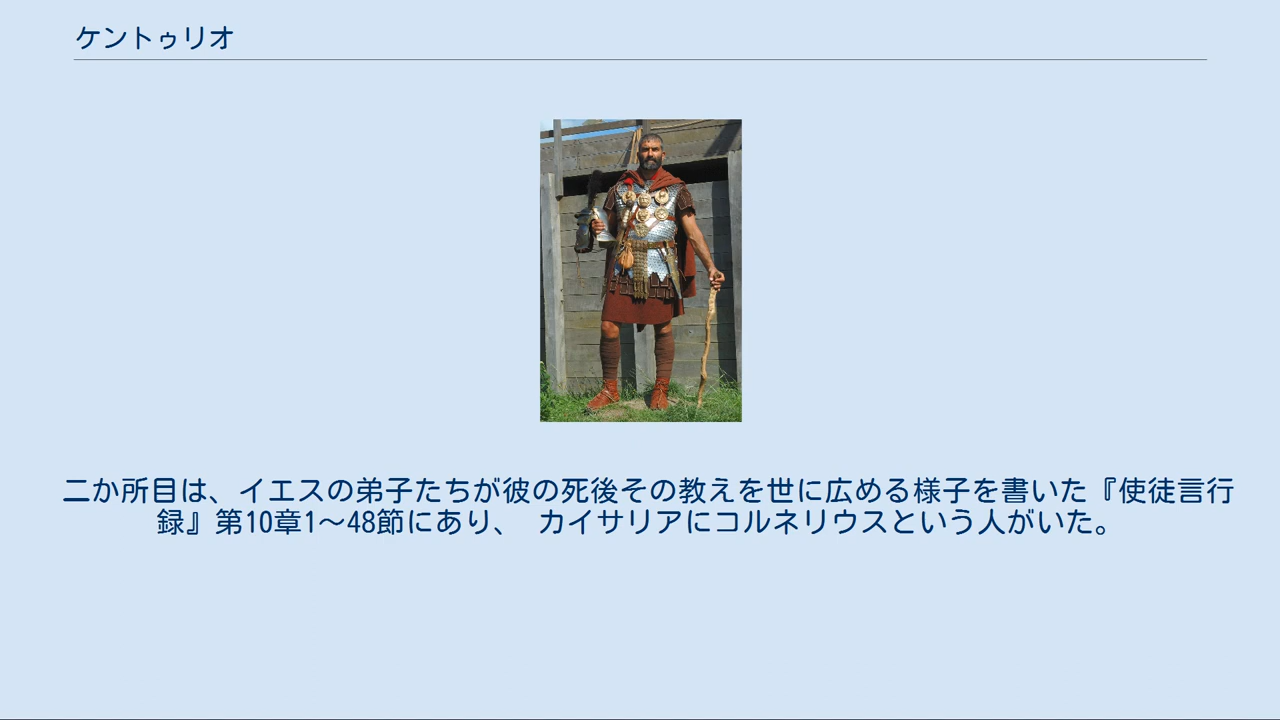 ケントゥリオ
二か所目は、イエスの弟子たちが彼の死後その教えを世に広める様子を書いた『使徒言行
録』第10章1〜48節にあり、 カイサリアにコルネリウスという人がいた。